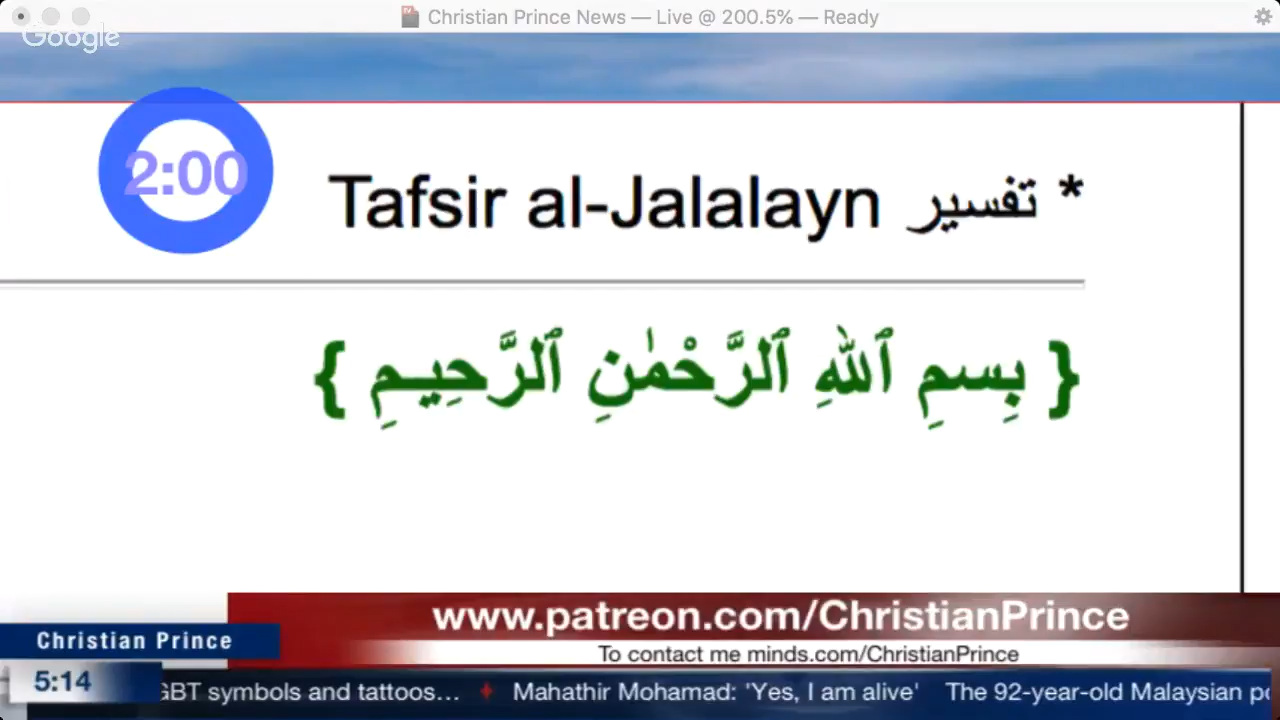 Christian Prince News — Live @ 200.5% — Ready
Google
2:00
Tafsir al-Jalalayn تفسير *
{ بِسمِ ٱللهِ ٱلرَّحْمٰنِ ٱلرَّحِيـمِ }
www.patreon.com/ChristianPrince
Christian Prince
To contact me minds.com/ChristianPrince
5:14
GBT symbols and tattoos... ♦ Mahathir Mohamad: 'Yes, I am alive' The 92-year-old Malaysian